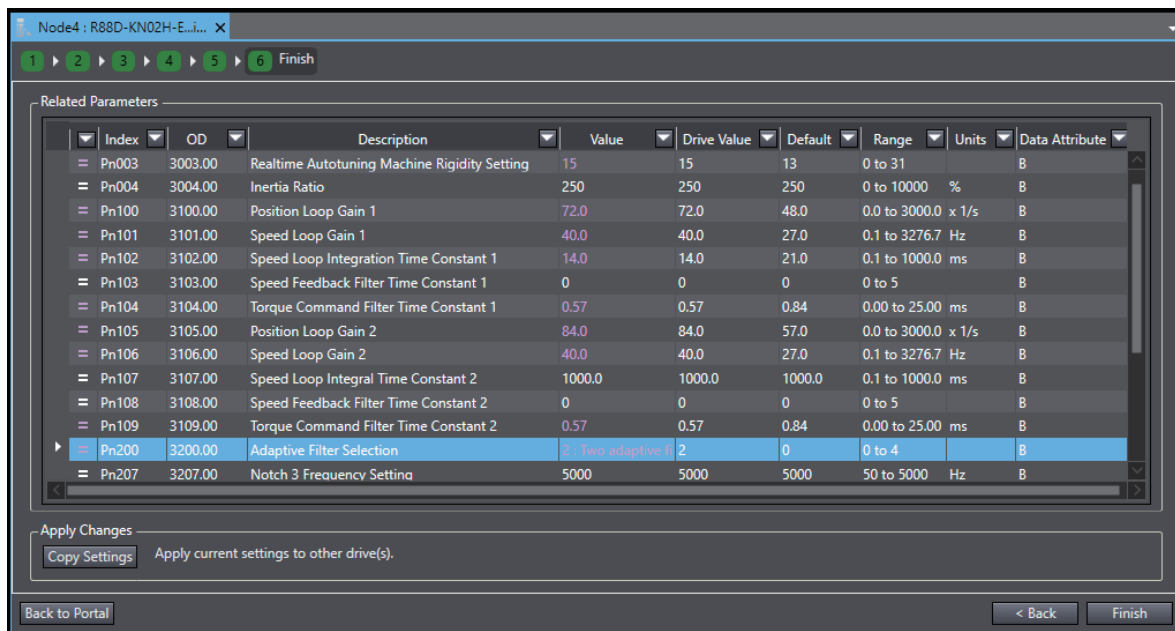 Node4 : R88D-KN02H-E...i... X
1 2 3 4 5 6 Finish
Related Parameters
Index OD Description Value Drive Value Default Range Units Data Attribute
= Pn003 3003.00 Realtime Autotuning Machine Rigidity Setting 15 15 13 0 to 31 B
= Pn004 3004.00 Inertia Ratio 250 250 250 0 to 10000 % B
= Pn100 3100.00 Position Loop Gain 1 72.0 72.0 48.0 0.0 to 3000.0 x 1/s B
= Pn101 3101.00 Speed Loop Gain 1 40.0 40.0 27.0 0.1 to 3276.7 Hz B
= Pn102 3102.00 Speed Loop Integration Time Constant 1 14.0 14.0 21.0 0.1 to 1000.0 ms B
= Pn103 3103.00 Speed Feedback Filter Time Constant 1 0 0 0 0 to 5 B
= Pn104 3104.00 Torque Command Filter Time Constant 1 0.57 0.57 0.84 0.00 to 25.00 ms B
= Pn105 3105.00 Position Loop Gain 2 84.0 84.0 57.0 0.0 to 3000.0 x 1/s B
= Pn106 3106.00 Speed Loop Gain 2 40.0 40.0 27.0 0.1 to 3276.7 Hz B
= Pn107 3107.00 Speed Loop Integral Time Constant 2 1000.0 1000.0 1000.0 0.1 to 1000.0 ms B
= Pn108 3108.00 Speed Feedback Filter Time Constant 2 0 0 0 0 to 5 B
= Pn109 3109.00 Torque Command Filter Time Constant 2 0.57 0.57 0.84 0.00 to 25.00 ms B
= Pn200 3200.00 Adaptive Filter Selection 2 : Two adaptive fi 2 0 0 to 4 B
= Pn207 3207.00 Notch 3 Frequency Setting 5000 5000 5000 50 to 5000 Hz B
Apply Changes
Copy Settings Apply current settings to other drive(s).
Back to Portal < Back Finish